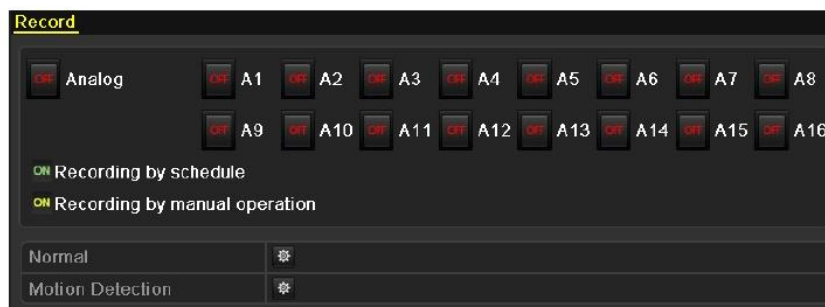 Record
OFF Analog OFF A1 OFF A2 OFF A3 OFF A4 OFF A5 OFF A6 OFF A7 OFF A8
OFF A9 OFF A10 OFF A11 OFF A12 OFF A13 OFF A14 OFF A15 OFF A16
ON Recording by schedule
ON Recording by manual operation
Normal
Motion Detection